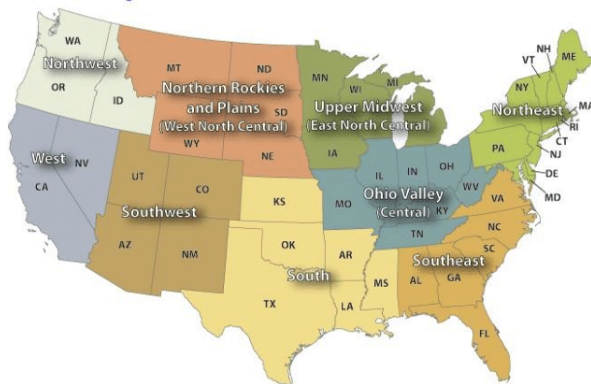 WA
OR
ID
Northwest
MT
ND
SD
WY
NE
Northern Rockies
and Plains
(West North Central)
MN
WI
MI
IA
Upper Midwest
(East North Central)
VT
NH
ME
NY
MA
RI
CT
NJ
PA
DE
MD
Northeast
West
NV
CA
UT
CO
AZ
NM
Southwest
IL
IN
OH
WV
MO
KY
TN
Ohio Valley
(Central)
KS
OK
AR
TX
LA
MS
South
VA
NC
SC
AL
GA
FL
Southeast